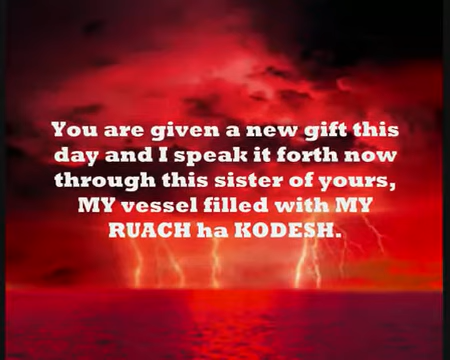 You are given a new gift this
day and I speak it forth now
through this sister of yours,
MY vessel filled with MY
RUACH ha KODESH.